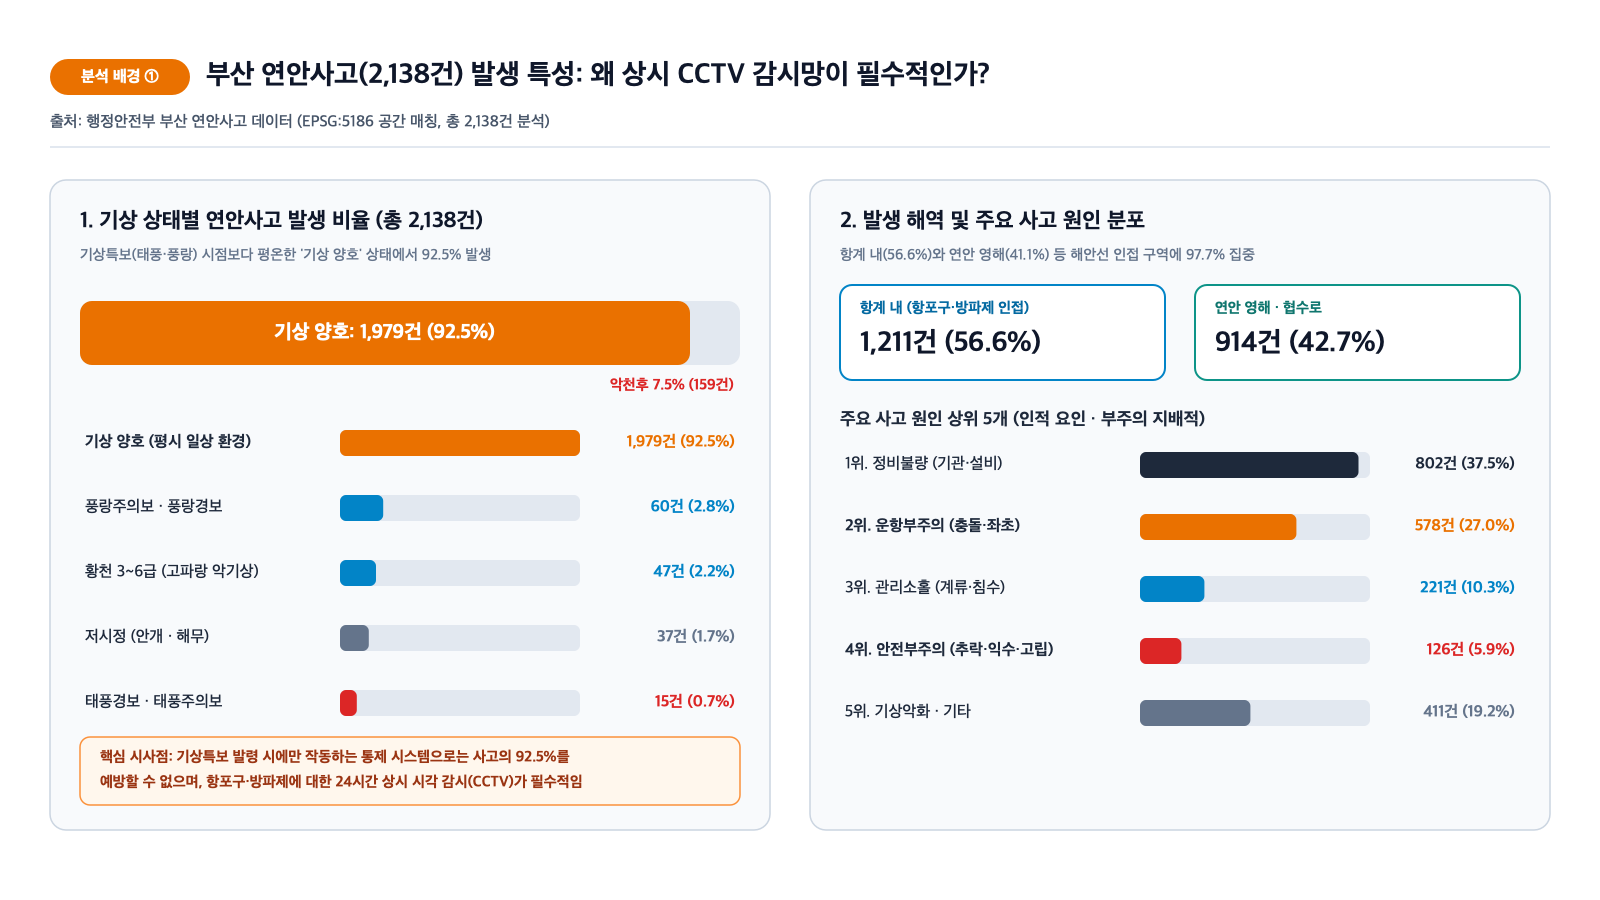 분석 배경 ①
부산 연안사고(2,138건) 발생 특성: 왜 상시 CCTV 감시망이 필수적인가?
출처: 행정안전부 부산 연안사고 데이터 (EPSG:5186 공간 매칭, 총 2,138건 분석)
1. 기상 상태별 연안사고 발생 비율 (총 2,138건)
기상특보(태풍·풍랑) 시점보다 평온한 '기상 양호' 상태에서 92.5% 발생
기상 양호: 1,979건 (92.5%)
악천후 7.5% (159건)
기상 양호 (평시 일상 환경)
1,979건 (92.5%)
풍랑주의보 · 풍랑경보
60건 (2.8%)
황천 3~6급 (고파랑 악기상)
47건 (2.2%)
저시정 (안개 · 해무)
37건 (1.7%)
태풍경보 · 태풍주의보
15건 (0.7%)
핵심 시사점: 기상특보 발령 시에만 작동하는 통제 시스템으로는 사고의 92.5%를
예방할 수 없으며, 항포구·방파제에 대한 24시간 상시 시각 감시(CCTV)가 필수적임
2. 발생 해역 및 주요 사고 원인 분포
항계 내(56.6%)와 연안 영해(41.1%) 등 해안선 인접 구역에 97.7% 집중
항계 내 (항포구·방파제 인접)
1,211건 (56.6%)
연안 영해 · 협수로
914건 (42.7%)
주요 사고 원인 상위 5개 (인적 요인 · 부주의 지배적)
1위. 정비불량 (기관·설비)
802건 (37.5%)
2위. 운항부주의 (충돌·좌초)
578건 (27.0%)
3위. 관리소홀 (계류·침수)
221건 (10.3%)
4위. 안전부주의 (추락·익수·고립)
126건 (5.9%)
5위. 기상악화 · 기타
411건 (19.2%)